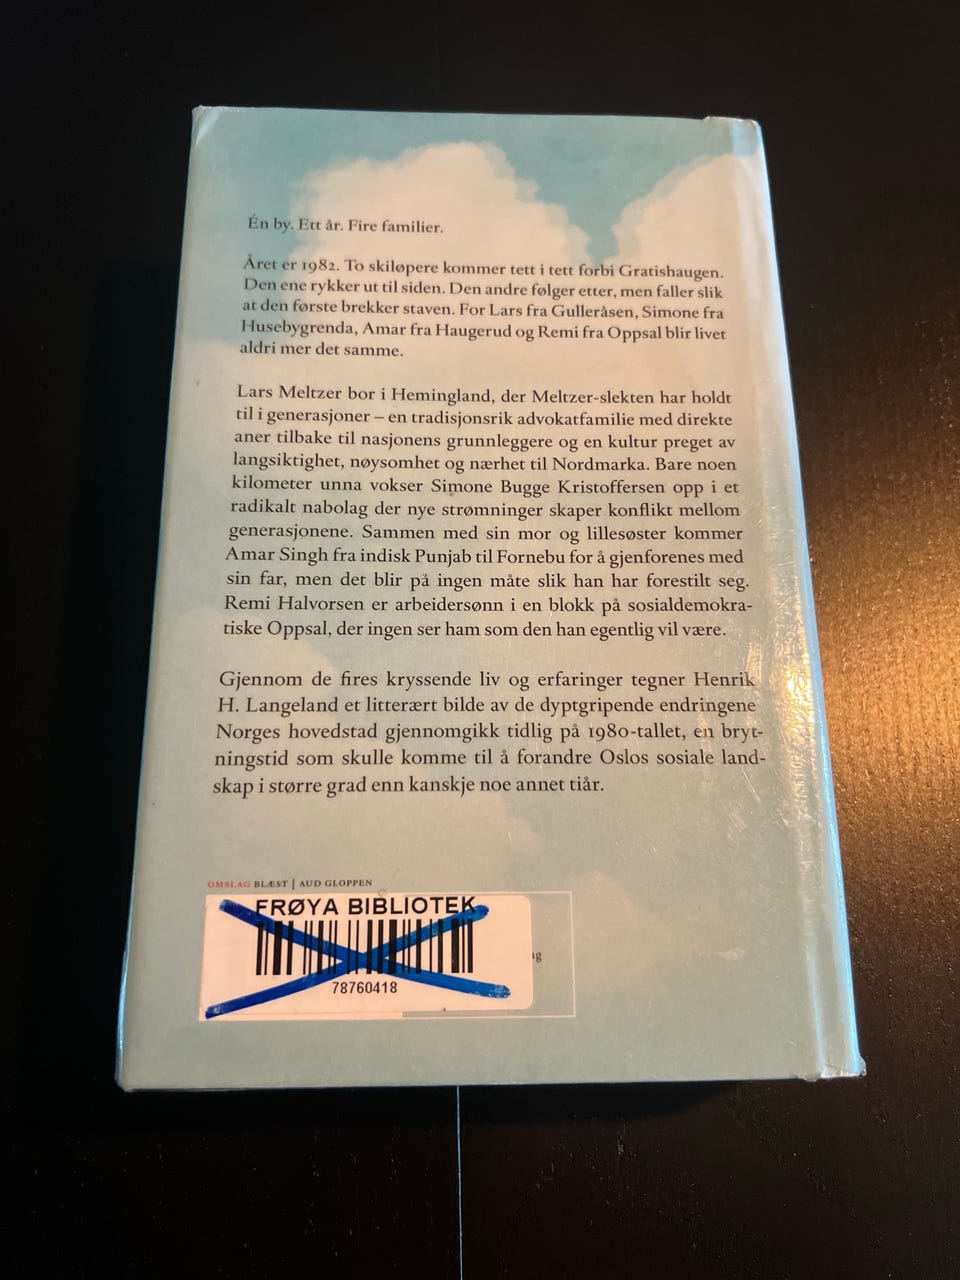 Én by. Ett år. Fire familier.
Året er 1982. To skiløpere kommer tett i tett forbi Gratishaugen.
Den ene rykker ut til siden. Den andre følger etter, men faller slik
at den første brekker staven. For Lars fra Gulleråsen, Simone fra
Husebygrenda, Amar fra Haugerud og Remi fra Oppsal blir livet
aldri mer det samme.
Lars Meltzer bor i Hemingland, der Meltzer-slekten har holdt
til i generasjoner – en tradisjonsrik advokatfamilie med direkte
aner tilbake til nasjonens grunnleggere og en kultur preget av
langsiktighet, nøysomhet og nærhet til Nordmarka. Bare noen
kilometer unna vokser Simone Bugge Kristoffersen opp i et
radikalt nabolag der nye strømninger skaper konflikt mellom
generasjonene. Sammen med sin mor og lillesøster kommer
Amar Singh fra indisk Punjab til Fornebu for å gjenforenes med
sin far, men det blir på ingen måte slik han har forestilt seg.
Remi Halvorsen er arbeidersønn i en blokk på sosialdemokra-
tiske Oppsal, der ingen ser ham som den han egentlig vil være.
Gjennom de fires kryssende liv og erfaringer tegner Henrik
H. Langeland et litterært bilde av de dyptgripende endringene
Norges hovedstad gjennomgikk tidlig på 1980-tallet, en bryt-
ningstid som skulle komme til å forandre Oslos sosiale land-
skap i større grad enn kanskje noe annet tiår.
OMSLAG BLÆST | AUD GLOPPEN
FRØYA BIBLIOTEK
78760418